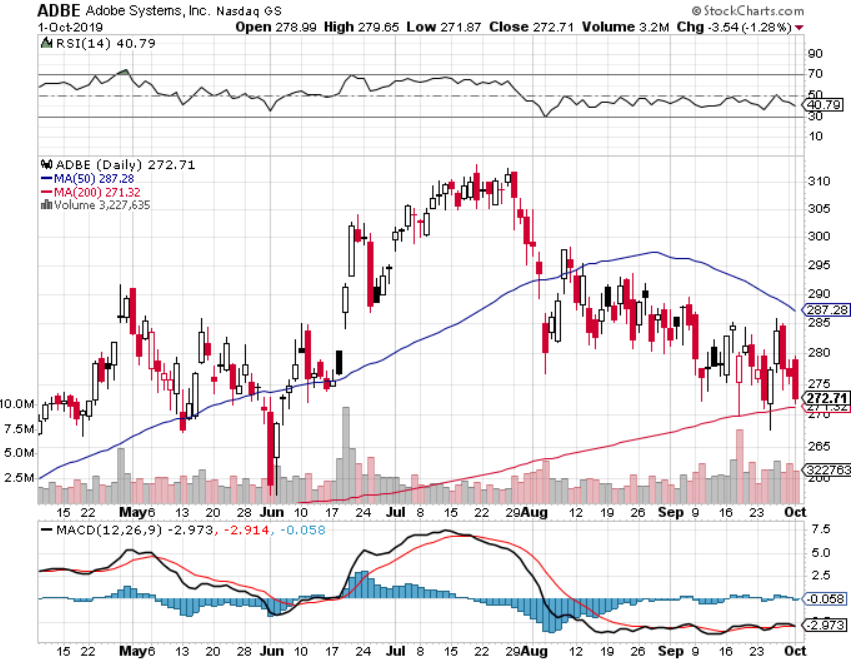 ADBE Adobe Systems, Inc. Nasdaq GS © StockCharts.com
1-Oct-2019 Open 278.99 High 279.65 Low 271.87 Close 272.71 Volume 3.2M Chg -3.54 (-1.28%)
RSI(14) 40.79
90
70
50
40.79
30
10
ADBE (Daily) 272.71
MA(50) 287.28
MA(200) 271.32
Volume 3,227,635
310
305
300
295
290
287.28
285
280
275
272.71
271.32
270
265
322763
10.0M
7.5M
5.0M
2.5M
15 22 May 6 13 20 28 Jun 10 17 24 Jul 8 15 22 29 Aug 12 19 26 Sep 9 16 23 Oct
MACD(12,26,9) -2.973, -2.914, -0.058
7.5
5.0
2.5
-0.058
-2.973
15 22 May 6 13 20 28 Jun 10 17 24 Jul 8 15 22 29 Aug 12 19 26 Sep 9 16 23 Oct